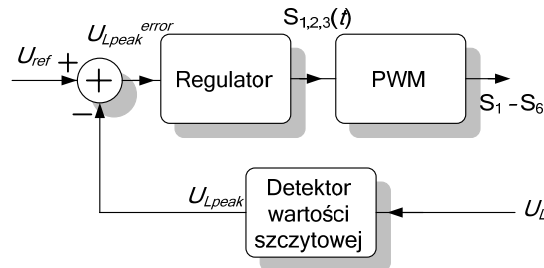 U_Lpeak^error
S_1,2,3(t)
U_ref
+
+
−
Regulator
PWM
S_1 – S_6
U_Lpeak
Detektor
wartości
szczytowej
U_L